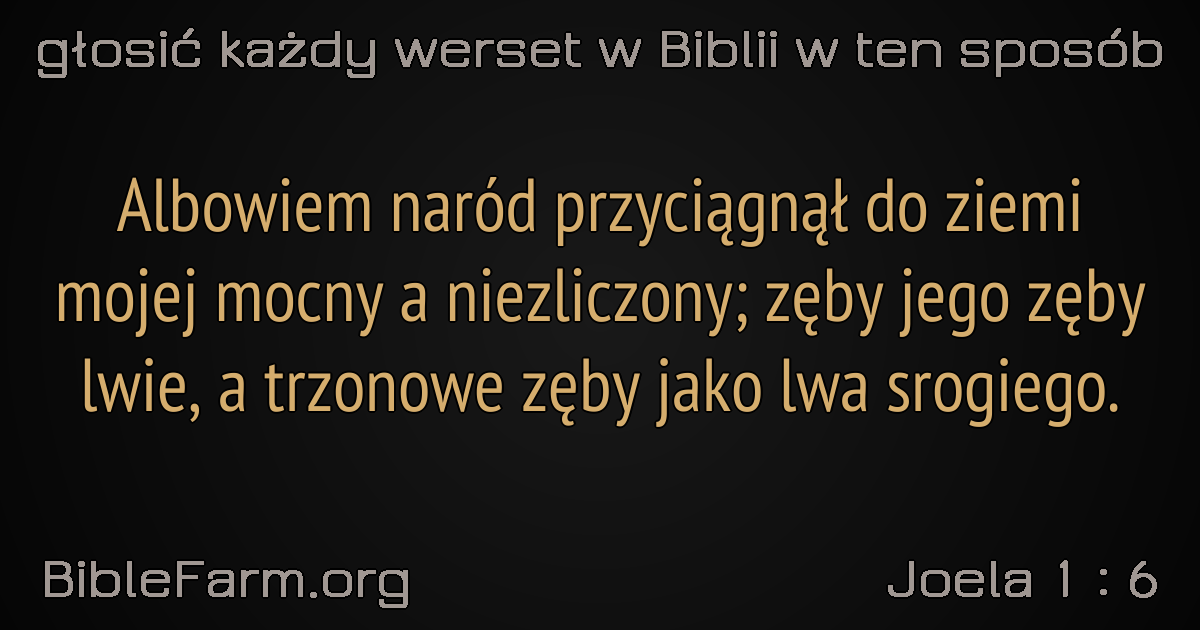 głosić każdy werset w Biblii w ten sposób
Albowiem naród przyciągnął do ziemi
mojej mocny a niezliczony; zęby jego zęby
lwie, a trzonowe zęby jako lwa srogiego.
BibleFarm.org
Joela 1 : 6